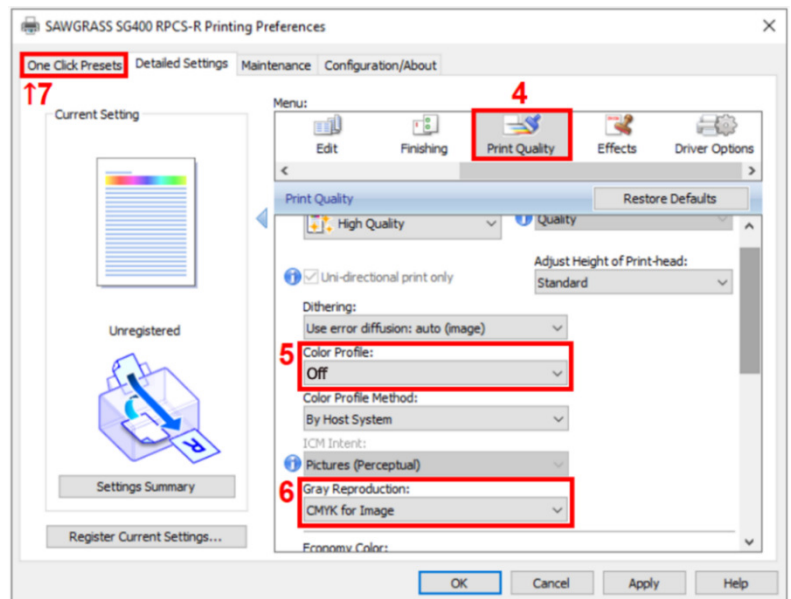 SAWGRASS SG400 RPCS-R Printing Preferences
One Click Presets Detailed Settings Maintenance Configuration/About
↑7
Current Setting
Menu:
4
Edit Finishing Print Quality Effects Driver Options
Print Quality
Restore Defaults
High Quality
Quality
Uni-directional print only
Adjust Height of Print-head:
Standard
Dithering:
Use error diffusion: auto (image)
Unregistered
5 Color Profile:
Off
Color Profile Method:
By Host System
ICM Intent:
Pictures (Perceptual)
Settings Summary
6 Gray Reproduction:
CMYK for Image
Register Current Settings...
Economy Color:
OK Cancel Apply Help